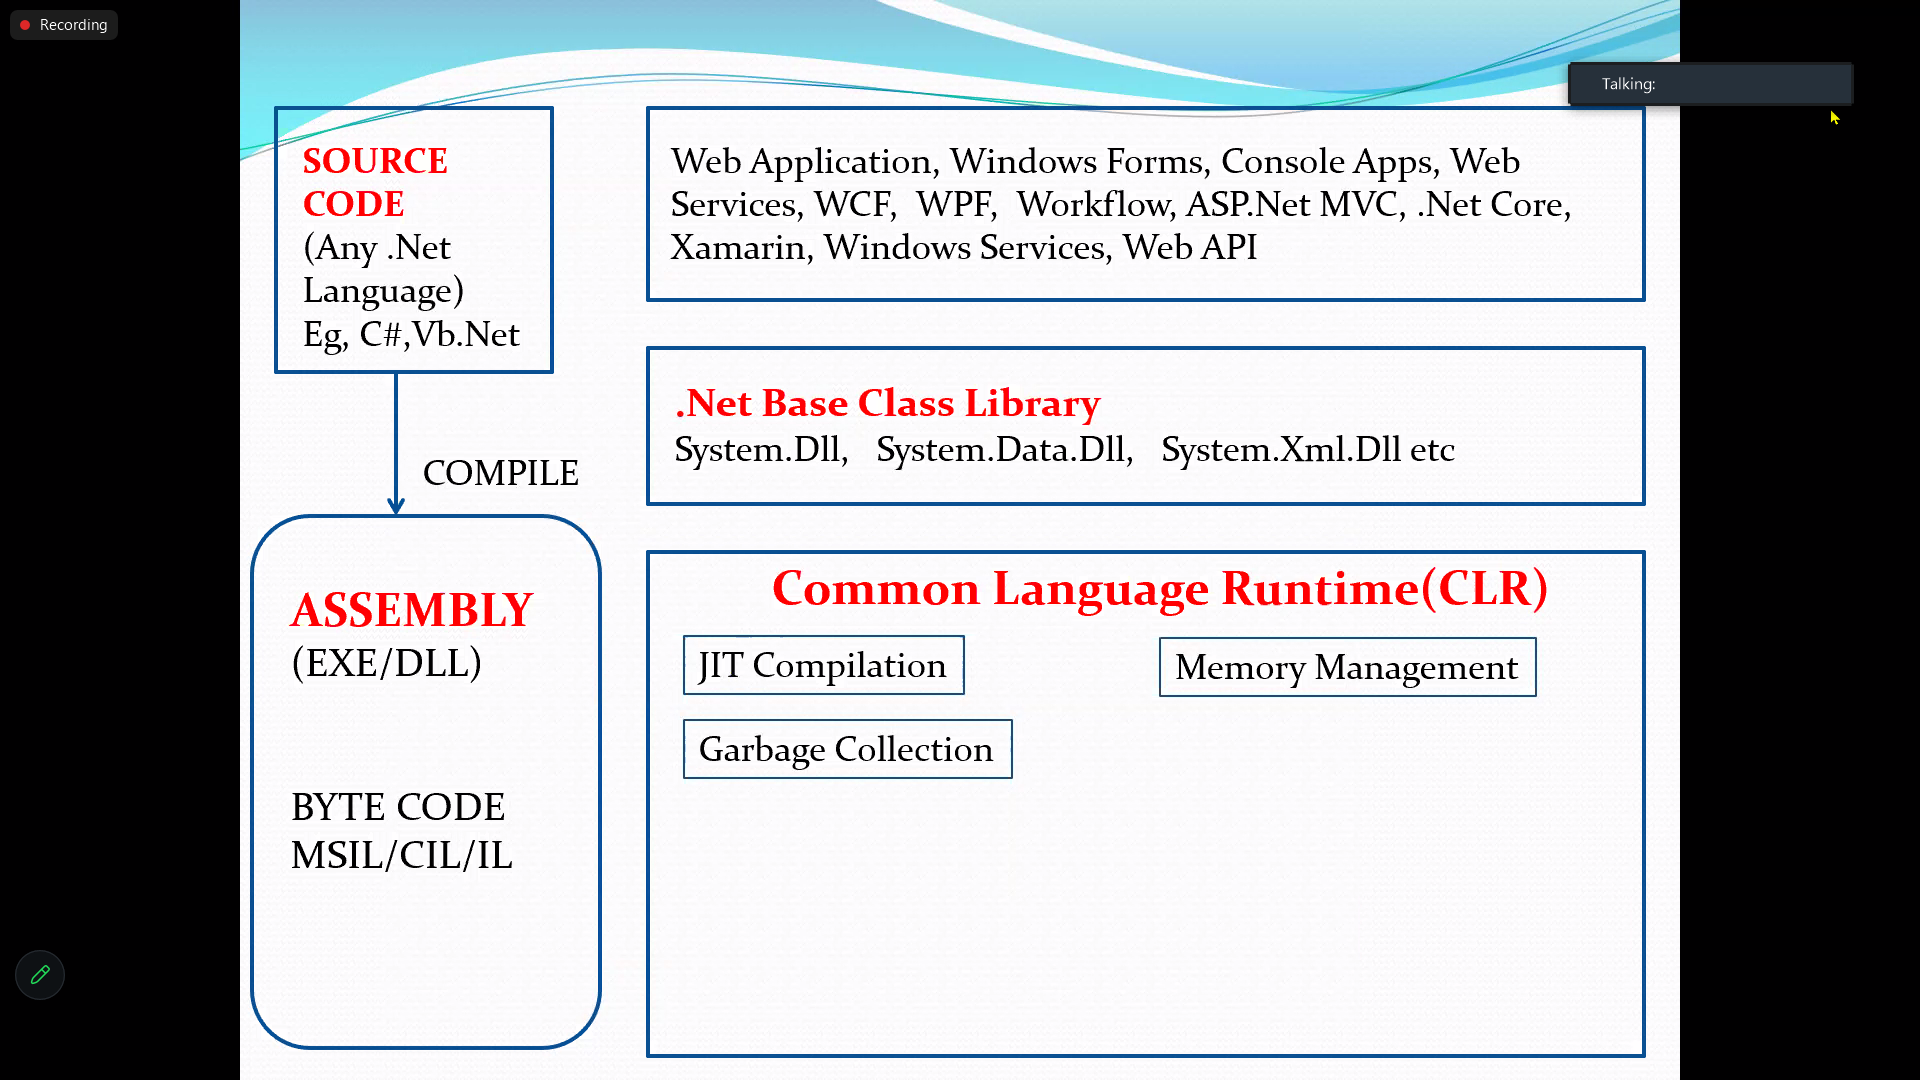 Recording
Talking:
SOURCE
CODE
(Any .Net
Language)
Eg, C#,Vb.Net
COMPILE
ASSEMBLY
(EXE/DLL)
BYTE CODE
MSIL/CIL/IL
Web Application, Windows Forms, Console Apps, Web
Services, WCF, WPF, Workflow, ASP.Net MVC, .Net Core,
Xamarin, Windows Services, Web API
.Net Base Class Library
System.Dll, System.Data.Dll, System.Xml.Dll etc
Common Language Runtime(CLR)
JIT Compilation
Memory Management
Garbage Collection